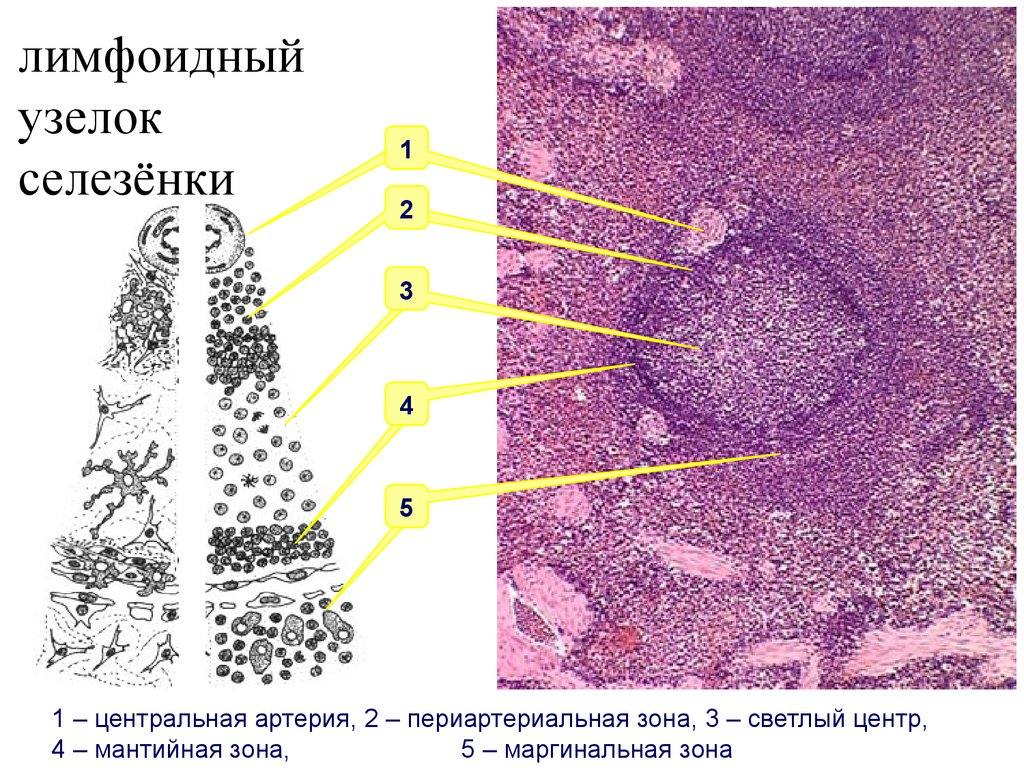 лимфоидный
узелок
селезёнки
1
2
3
4
5
1 – центральная артерия, 2 – периартериальная зона, 3 – светлый центр,
4 – мантийная зона, 5 – маргинальная зона